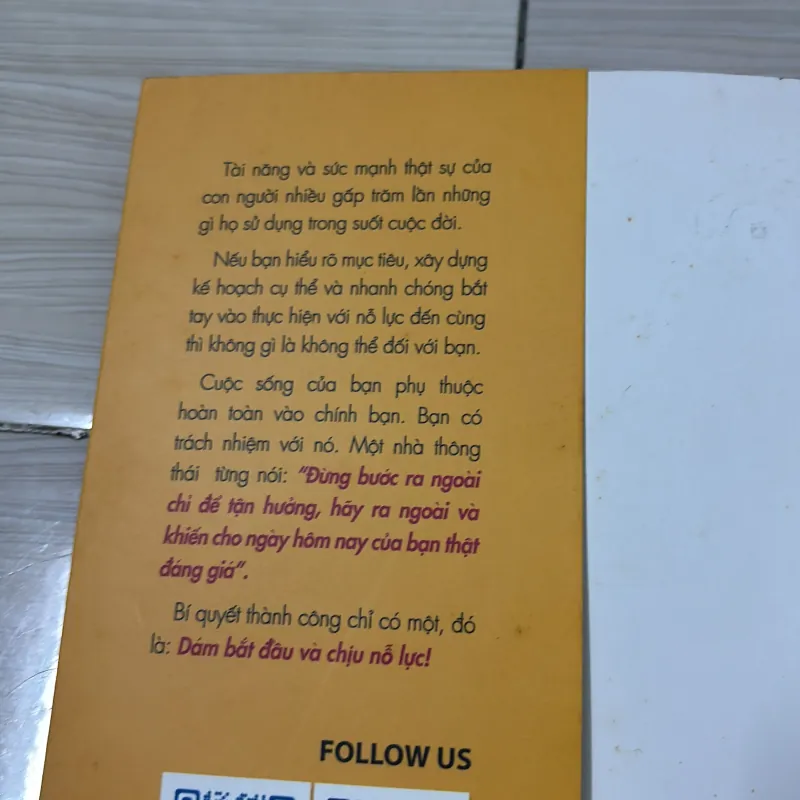 Tài năng và sức mạnh thật sự của
con người nhiều gấp trăm lần những
gì họ sử dụng trong suốt cuộc đời.
Nếu bạn hiểu rõ mục tiêu, xây dựng
kế hoạch cụ thể và nhanh chóng bắt
tay vào thực hiện với nỗ lực đến cùng
thì không gì là không thể đối với bạn.
Cuộc sống của bạn phụ thuộc
hoàn toàn vào chính bạn. Bạn có
trách nhiệm với nó. Một nhà thông
thái từng nói: "Đừng bước ra ngoài
chỉ để tận hưởng, hãy ra ngoài và
khiến cho ngày hôm nay của bạn thật
đáng giá".
Bí quyết thành công chỉ có một, đó
là: Dám bắt đầu và chịu nỗ lực!
FOLLOW US